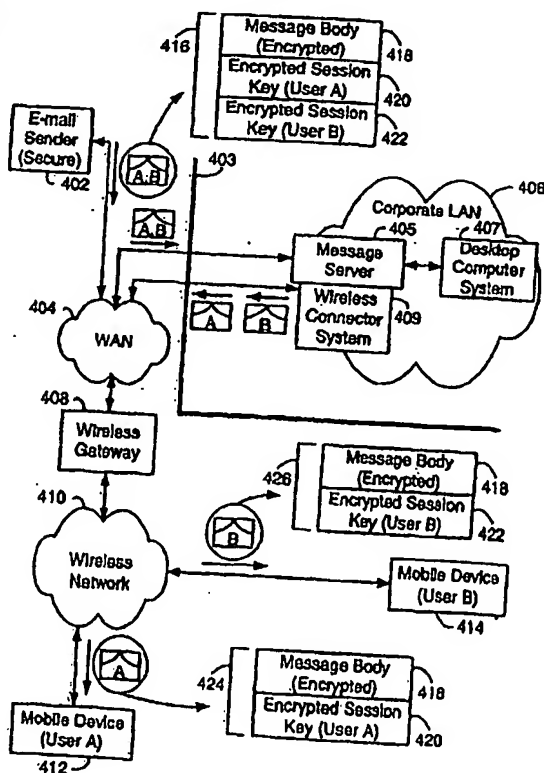 416
Message Body
(Encrypted)
418
Encrypted Session
Key (User A)
420
Encrypted Session
Key (User B)
422
E-mail
Sender
(Secure)
402
A,B
403
A,B
406
Corporate LAN
405
407
Message
Server
Desktop
Computer
System
404
WAN
A
B
Wireless
Connector
System
409
408
Wireless
Gateway
426
Message Body
(Encrypted)
418
Encrypted Session
Key (User B)
422
410
B
Wireless
Network
Mobile Device
(User B)
414
A
424
Message Body
(Encrypted)
418
Encrypted Session
Key (User A)
420
Mobile Device
(User A)
412